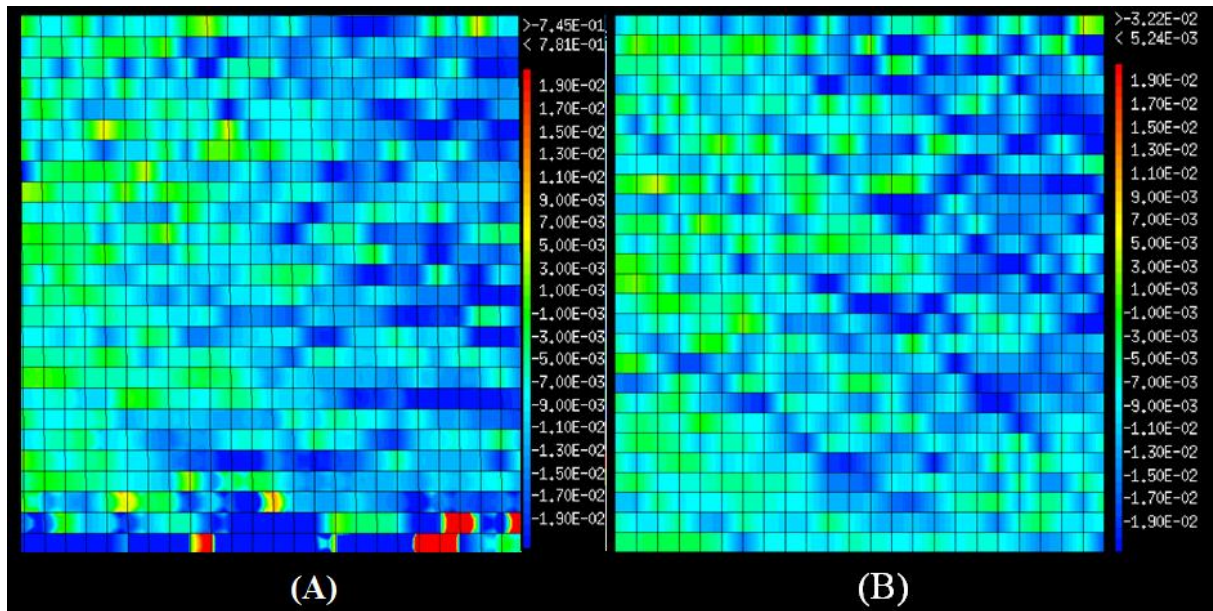 >-7.45E-01
< 7.81E-01
1.90E-02
1.70E-02
1.50E-02
1.30E-02
1.10E-02
9.00E-03
7.00E-03
5.00E-03
3.00E-03
1.00E-03
-1.00E-03
-3.00E-03
-5.00E-03
-7.00E-03
-9.00E-03
-1.10E-02
-1.30E-02
-1.50E-02
-1.70E-02
-1.90E-02
(A)
>-3.22E-02
< 5.24E-03
1.90E-02
1.70E-02
1.50E-02
1.30E-02
1.10E-02
9.00E-03
7.00E-03
5.00E-03
3.00E-03
1.00E-03
-1.00E-03
-3.00E-03
-5.00E-03
-7.00E-03
-9.00E-03
-1.10E-02
-1.30E-02
-1.50E-02
-1.70E-02
-1.90E-02
(B)